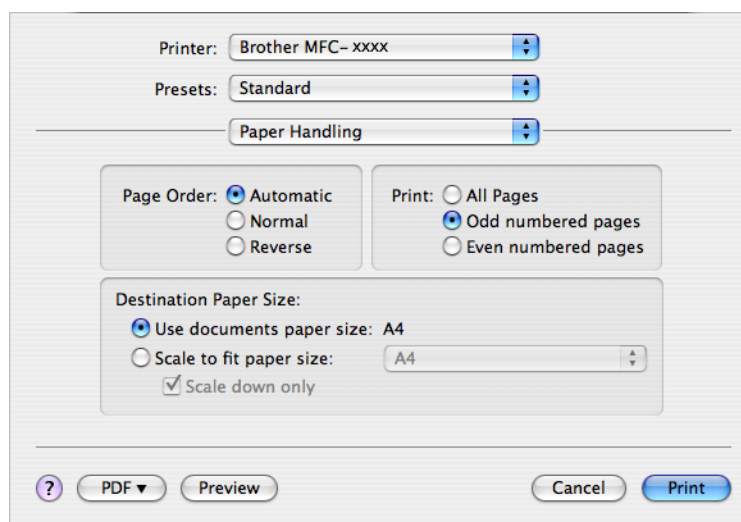 Printer: Brother MFC- xxxx
Presets: Standard
Paper Handling
Page Order: Automatic
Normal
Reverse
Print: All Pages
Odd numbered pages
Even numbered pages
Destination Paper Size:
Use documents paper size: A4
Scale to fit paper size: A4
Scale down only
? PDF ▼ Preview Cancel Print